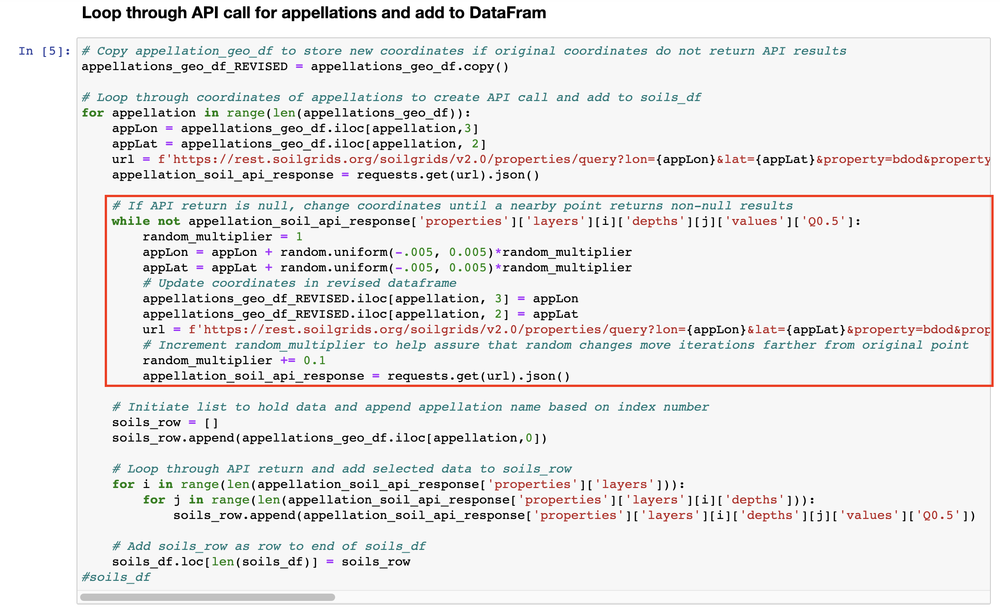 Loop through API call for appellations and add to DataFram
In [5]:
# Copy appellation_geo_df to store new coordinates if original coordinates do not return API results
appellations_geo_df_REVISED = appellations_geo_df.copy()
# Loop through coordinates of appellations to create API call and add to soils_df
for appellation in range(len(appellations_geo_df)):
    appLon = appellations_geo_df.iloc[appellation,3]
    appLat = appellations_geo_df.iloc[appellation, 2]
    url = f'https://rest.soilgrids.org/soilgrids/v2.0/properties/query?lon={appLon}&lat={appLat}&property=bdod&property
    appellation_soil_api_response = requests.get(url).json()
    # If API return is null, change coordinates until a nearby point returns non-null results
    while not appellation_soil_api_response['properties']['layers'][i]['depths'][j]['values']['Q0.5']:
        random_multiplier = 1
        appLon = appLon + random.uniform(-.005, 0.005)*random_multiplier
        appLat = appLat + random.uniform(-.005, 0.005)*random_multiplier
        # Update coordinates in revised dataframe
        appellations_geo_df_REVISED.iloc[appellation, 3] = appLon
        appellations_geo_df_REVISED.iloc[appellation, 2] = appLat
        url = f'https://rest.soilgrids.org/soilgrids/v2.0/properties/query?lon={appLon}&lat={appLat}&property=bdod&prop
        # Increment random_multiplier to help assure that random changes move iterations farther from original point
        random_multiplier += 0.1
        appellation_soil_api_response = requests.get(url).json()
    # Initiate list to hold data and append appellation name based on index number
    soils_row = []
    soils_row.append(appellations_geo_df.iloc[appellation,0])
    # Loop through API return and add selected data to soils_row
    for i in range(len(appellation_soil_api_response['properties']['layers'])):
        for j in range(len(appellation_soil_api_response['properties']['layers'][i]['depths'])):
            soils_row.append(appellation_soil_api_response['properties']['layers'][i]['depths'][j]['values']['Q0.5'])
    # Add soils_row as row to end of soils_df
    soils_df.loc[len(soils_df)] = soils_row
#soils_df